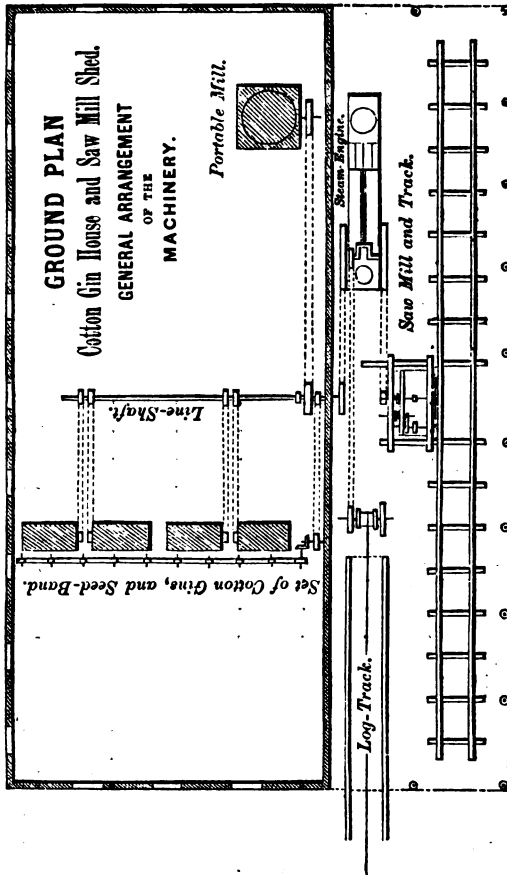 GROUND PLAN
Cotton Gin House and Saw Mill Shed.
GENERAL ARRANGEMENT
OF THE
MACHINERY.
Portable Mill.
Steam-Engine.
Saw Mill and Track.
Line-Shaft.
Set of Cotton Gins, and Seed-Band.
Log-Track.